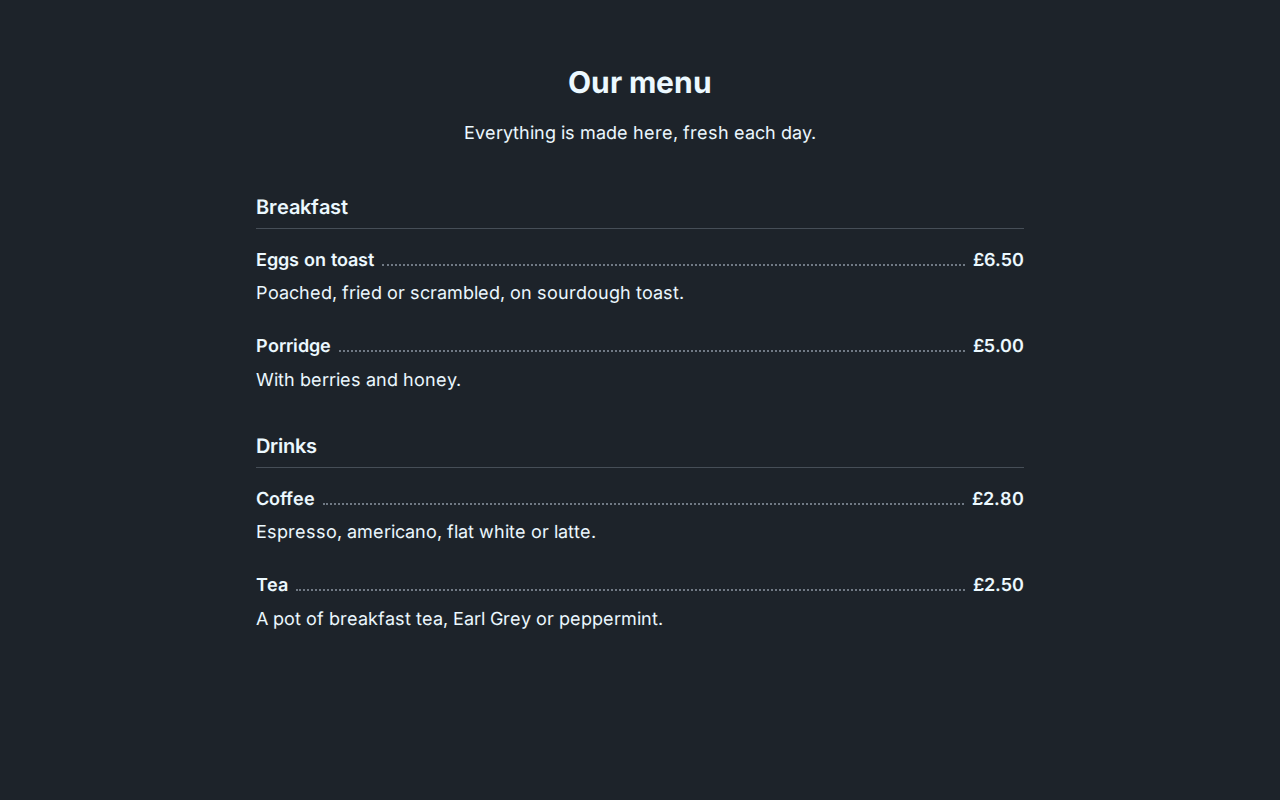 Our menu
Everything is made here, fresh each day.
Breakfast
Eggs on toast £6.50
Poached, fried or scrambled, on sourdough toast.
Porridge £5.00
With berries and honey.
Drinks
Coffee £2.80
Espresso, americano, flat white or latte.
Tea £2.50
A pot of breakfast tea, Earl Grey or peppermint.